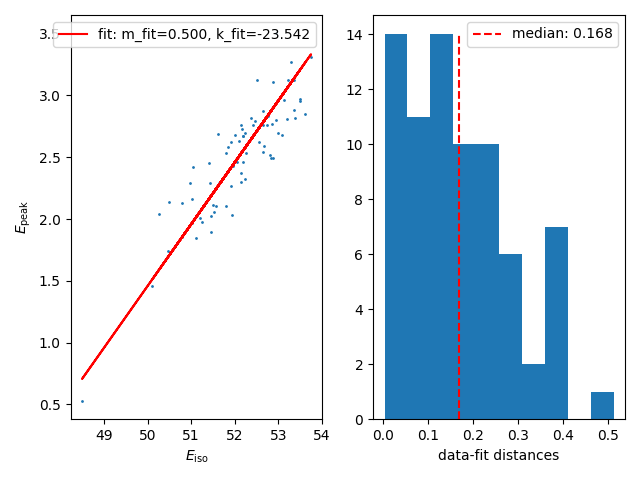 fit: m_fit=0.500, k_fit=-23.542
3.5
3.0
2.5
2.0
1.5
1.0
0.5
E_peak
49 50 51 52 53 54
E_iso
median: 0.168
14
12
10
8
6
4
2
0
0.0 0.1 0.2 0.3 0.4 0.5
data-fit distances